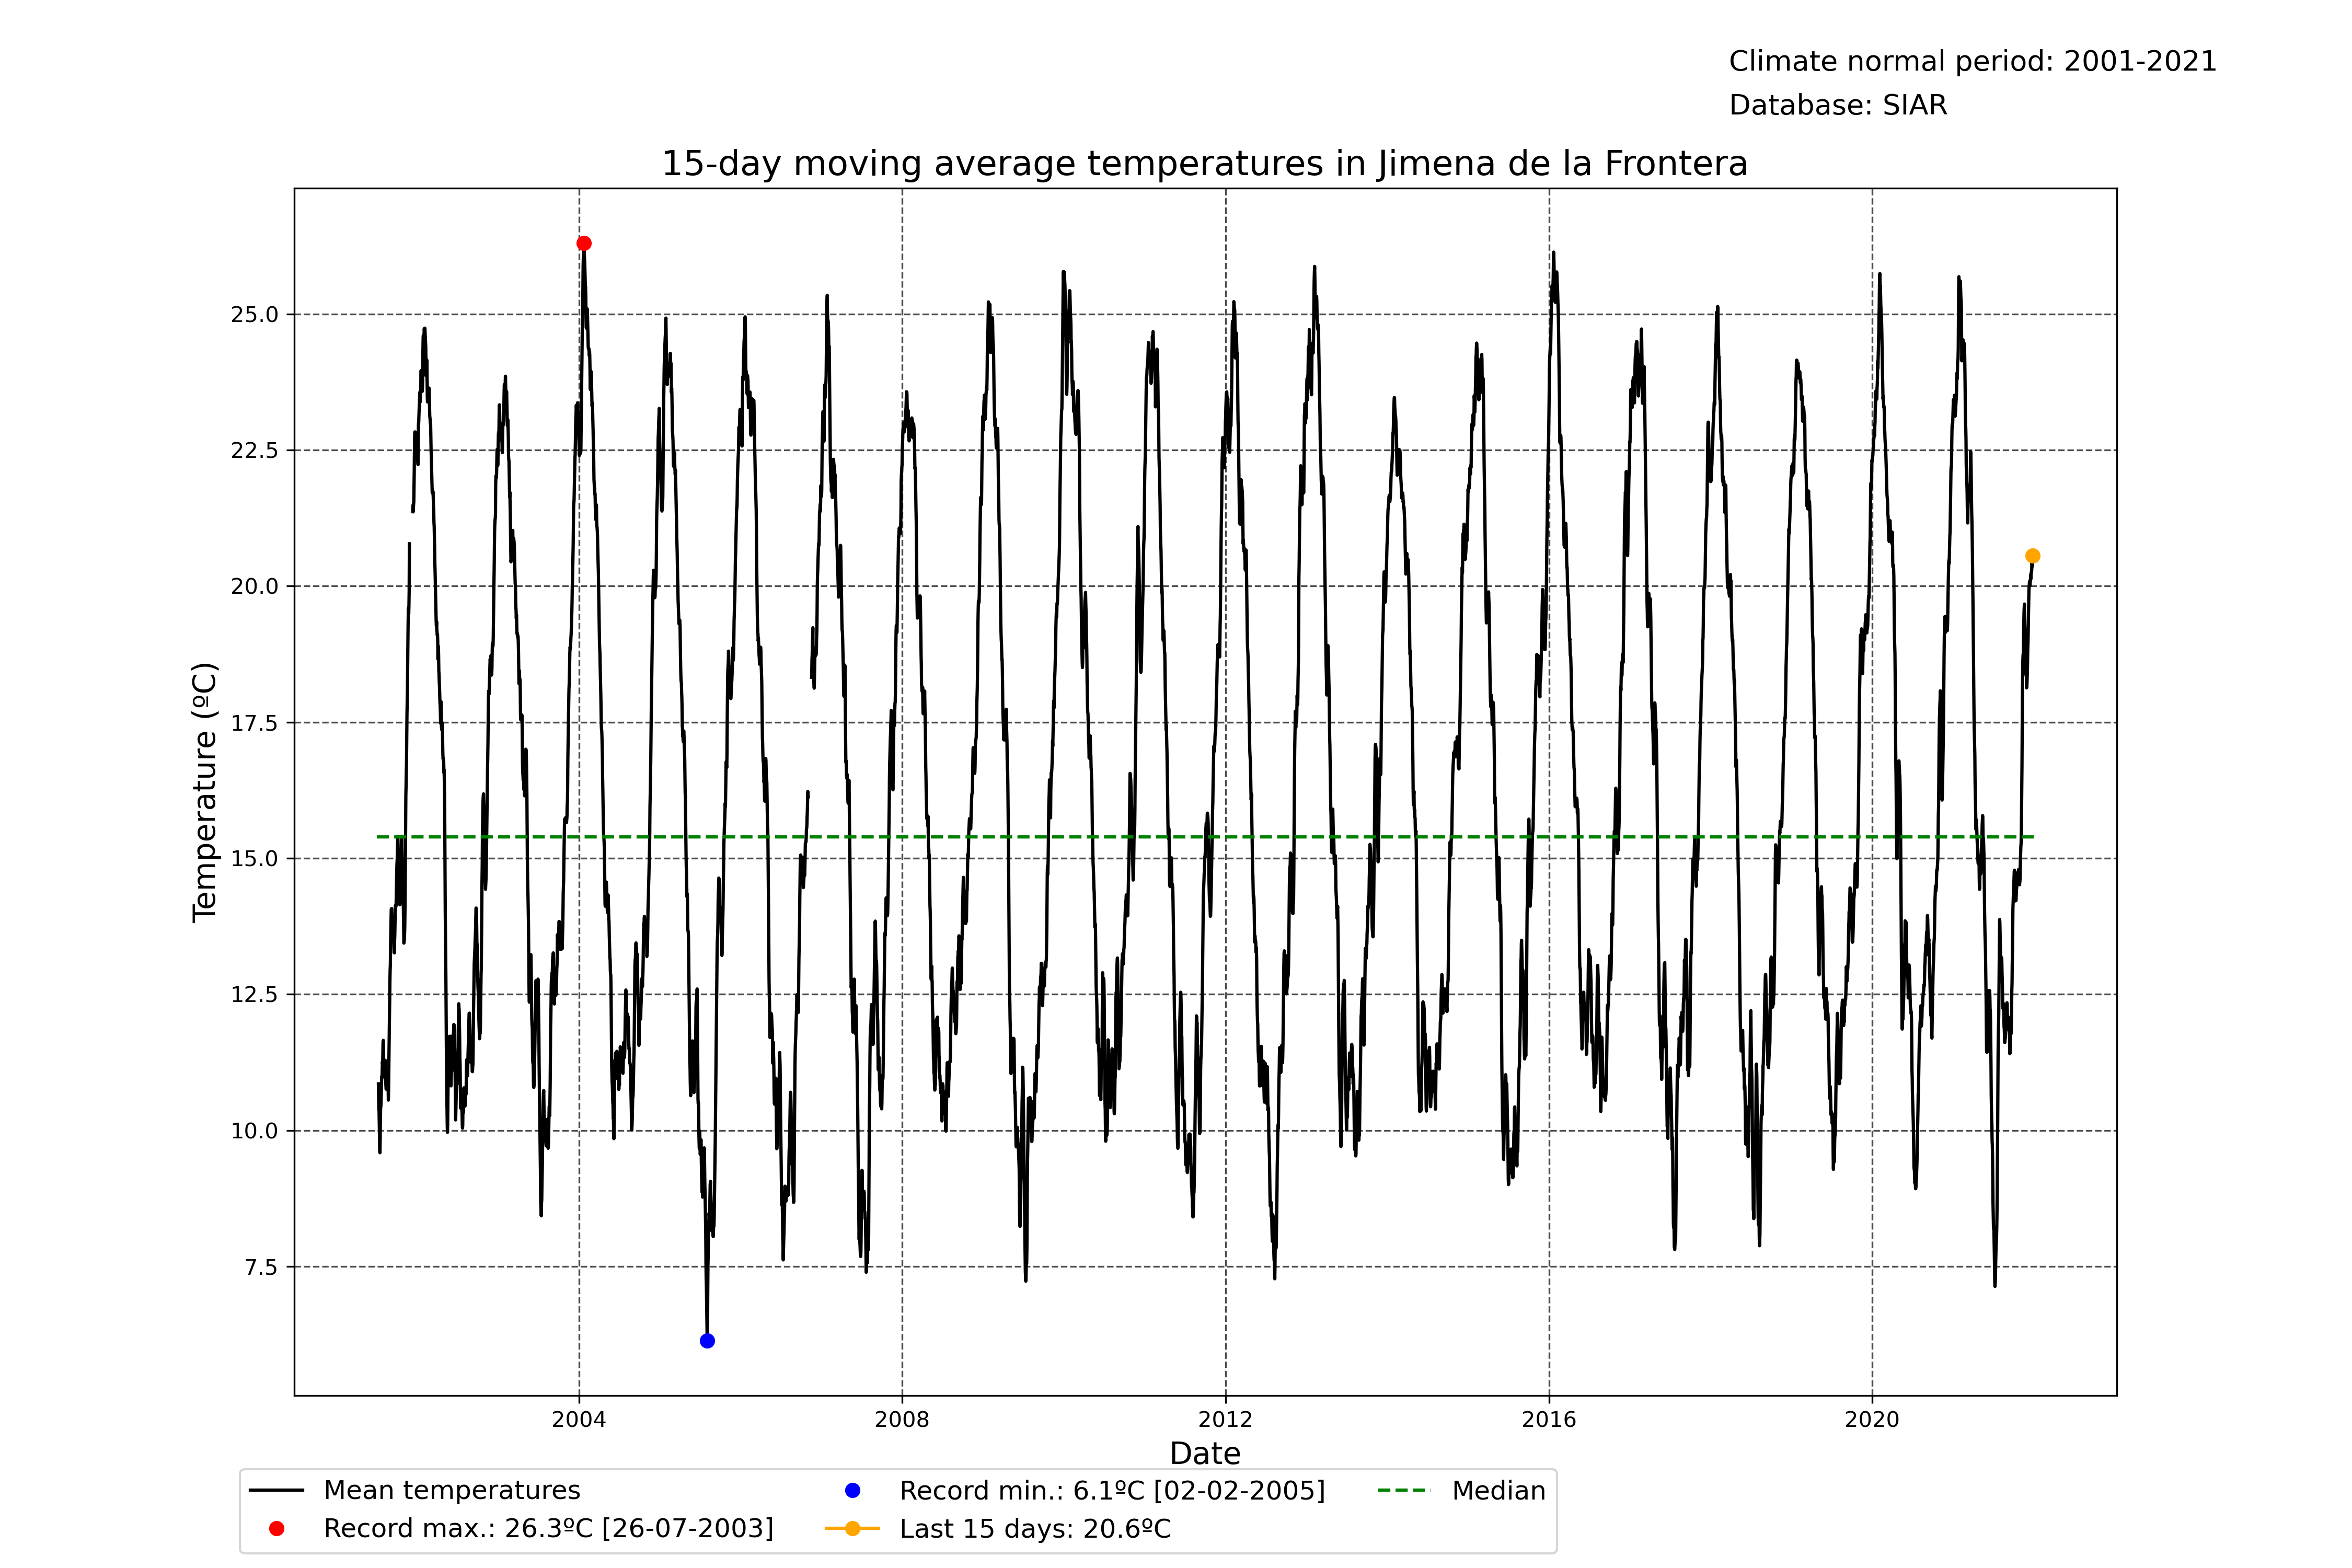 Climate normal period: 2001-2021
Database: SIAR
15-day moving average temperatures in Jimena de la Frontera
25.0
22.5
20.0
17.5
15.0
12.5
10.0
7.5
Temperature (ºC)
2004 2008 2012 2016 2020
Date
Mean temperatures
Record max.: 26.3ºC [26-07-2003]
Record min.: 6.1ºC [02-02-2005]
Last 15 days: 20.6ºC
Median